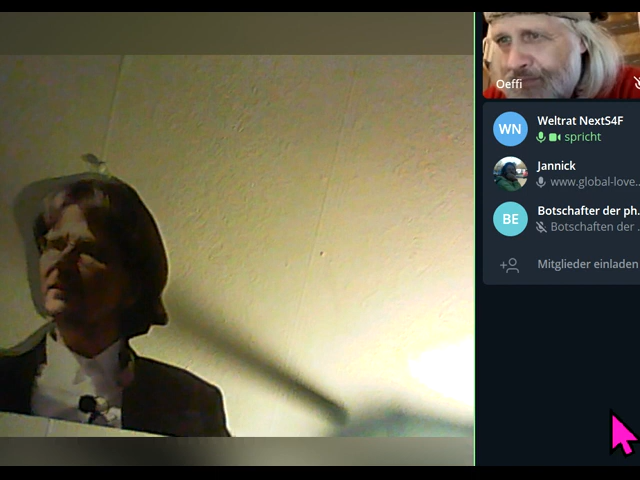 Oeffi
WN
Weltrat NextS4F
spricht
Jannick
www.global-love...
BE
Botschafter der ph...
Botschaften der ...
Mitglieder einladen